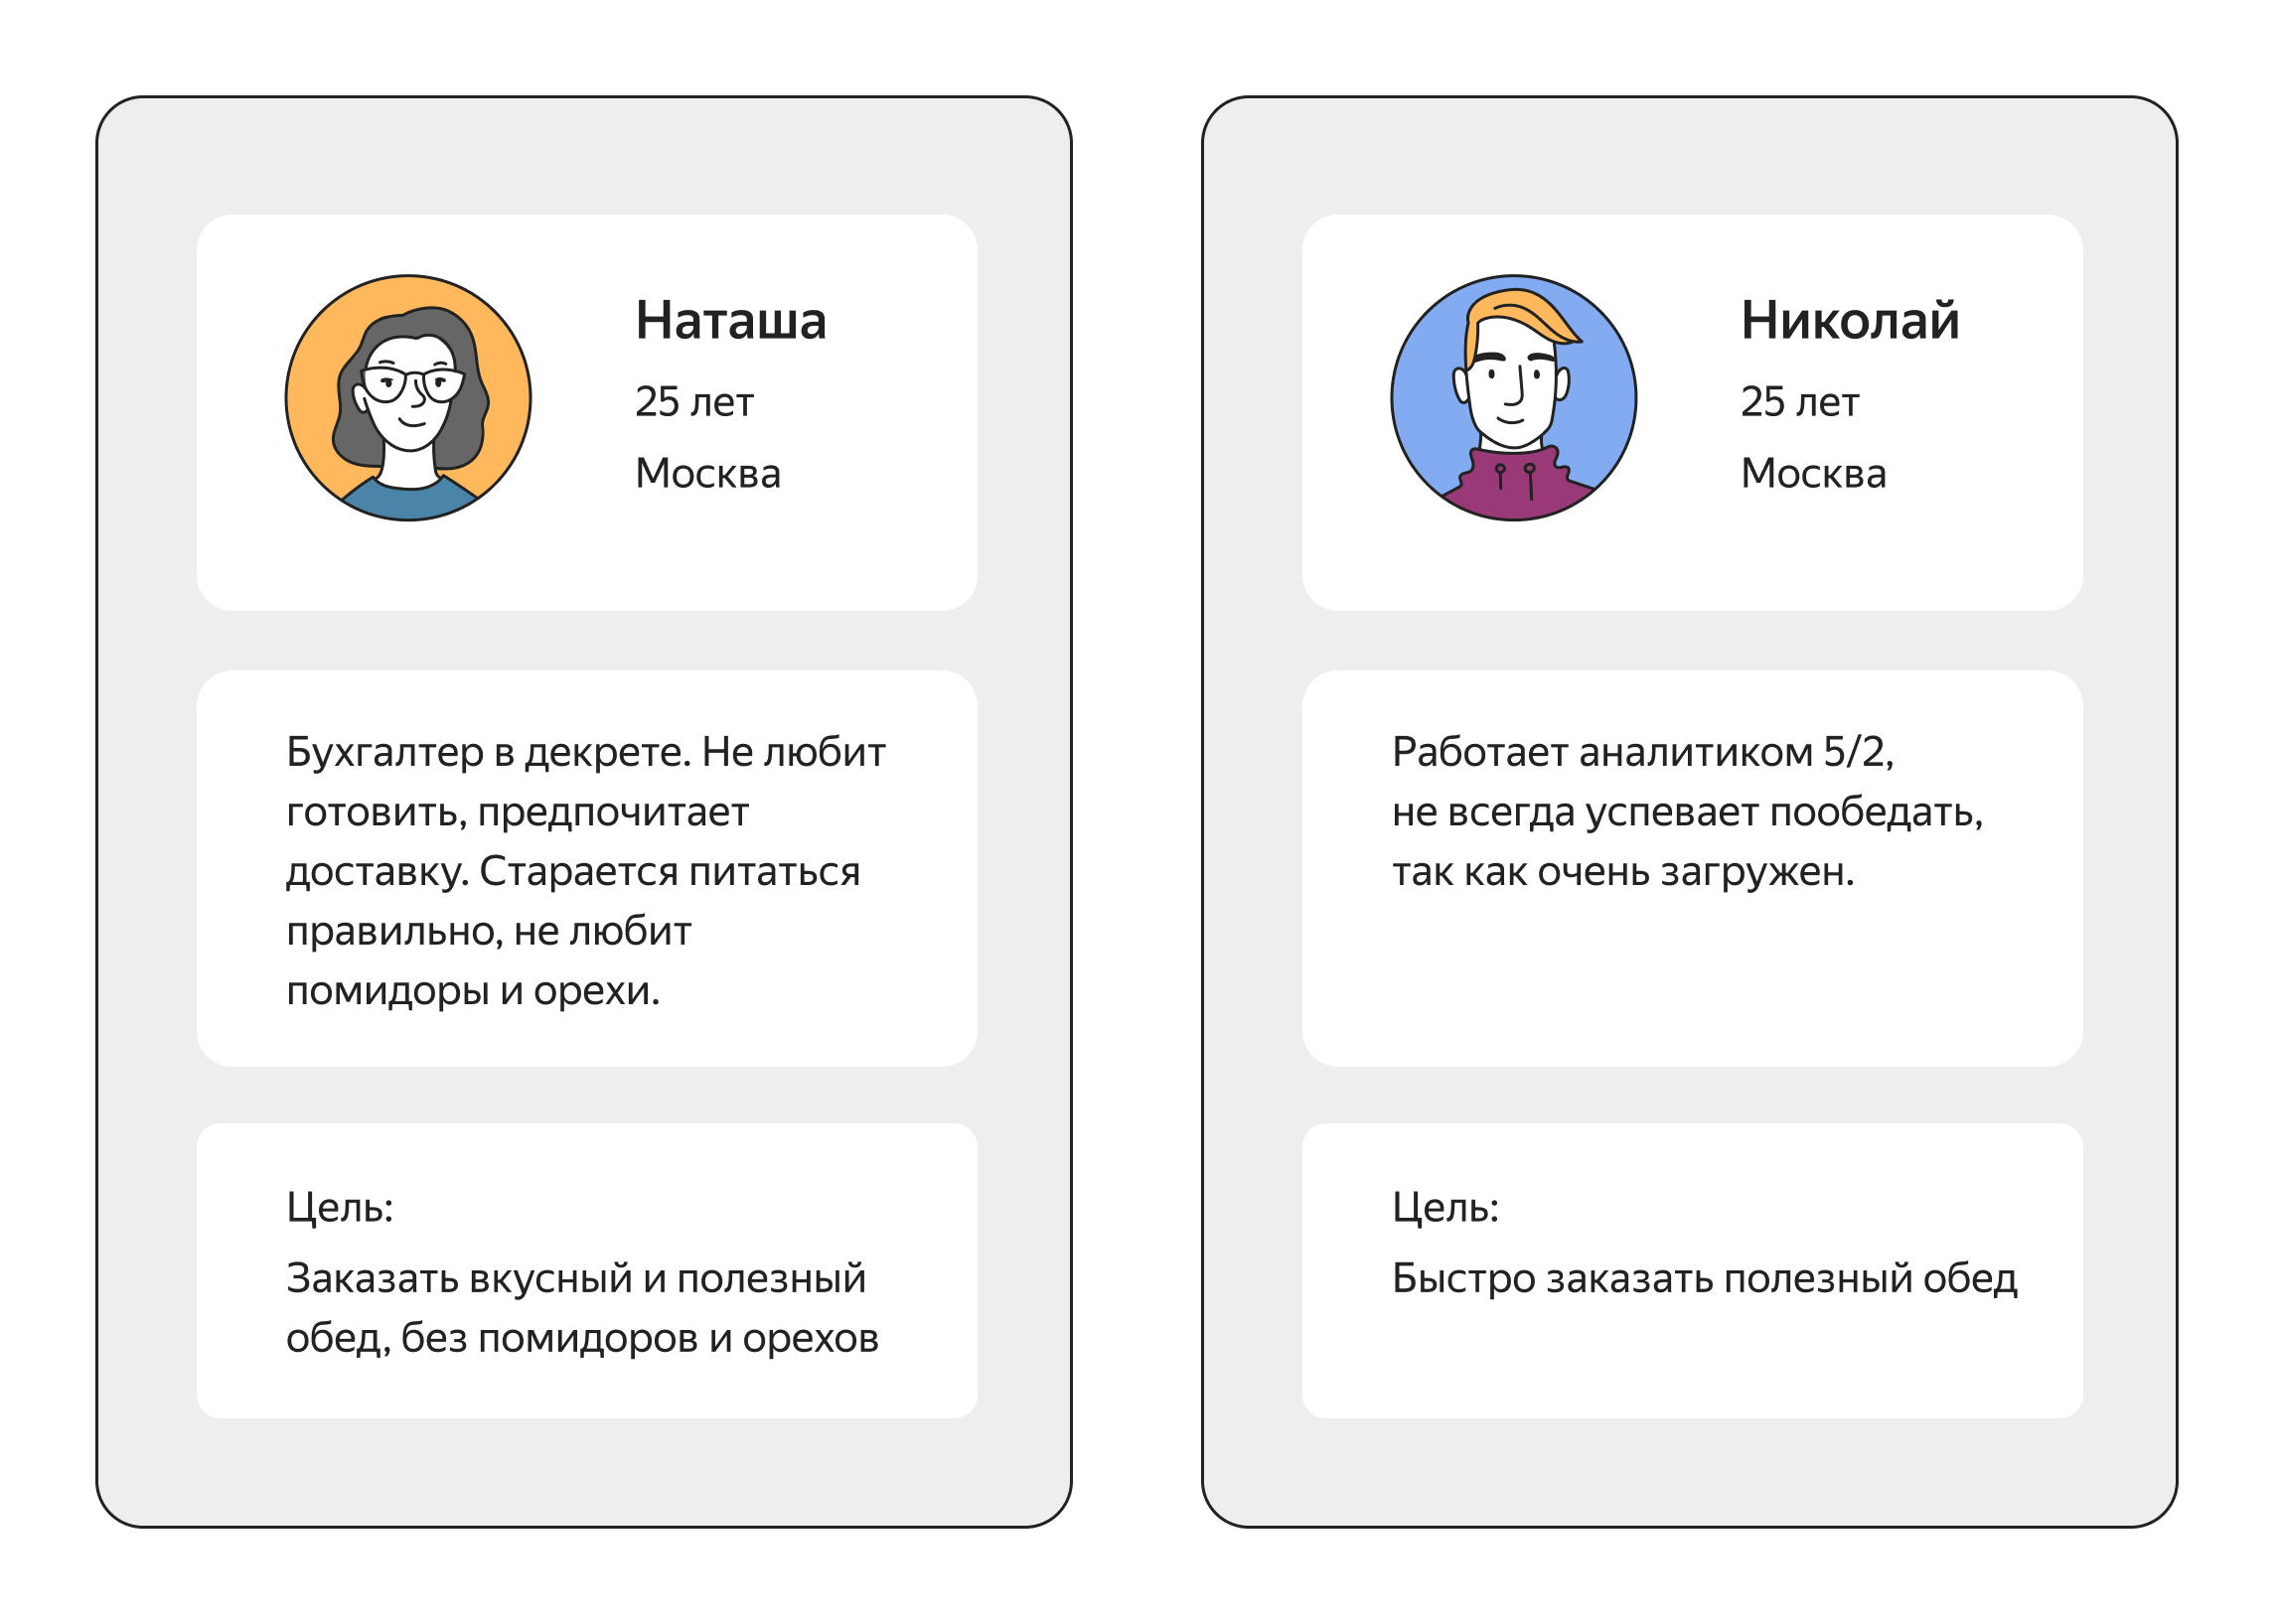 Наташа
25 лет
Москва
Бухгалтер в декрете. Не любит
готовить, предпочитает
доставку. Старается питаться
правильно, не любит
помидоры и орехи.
Цель:
Заказать вкусный и полезный
обед, без помидоров и орехов
Николай
25 лет
Москва
Работает аналитиком 5/2,
не всегда успевает пообедать,
так как очень загружен.
Цель:
Быстро заказать полезный обед